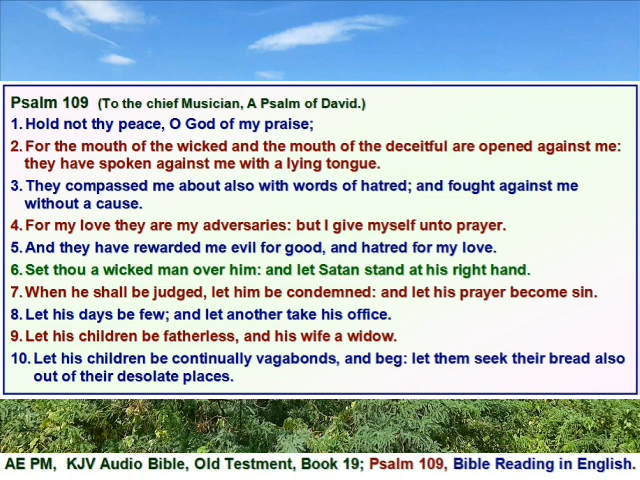 Psalm 109 (To the chief Musician, A Psalm of David.)
1. Hold not thy peace, O God of my praise;
2. For the mouth of the wicked and the mouth of the deceitful are opened against me:
they have spoken against me with a lying tongue.
3. They compassed me about also with words of hatred; and fought against me
without a cause.
4. For my love they are my adversaries: but I give myself unto prayer.
5. And they have rewarded me evil for good, and hatred for my love.
6. Set thou a wicked man over him: and let Satan stand at his right hand.
7. When he shall be judged, let him be condemned: and let his prayer become sin.
8. Let his days be few; and let another take his office.
9. Let his children be fatherless, and his wife a widow.
10. Let his children be continually vagabonds, and beg: let them seek their bread also
out of their desolate places.
AE PM, KJV Audio Bible, Old Testment, Book 19; Psalm 109, Bible Reading in English.